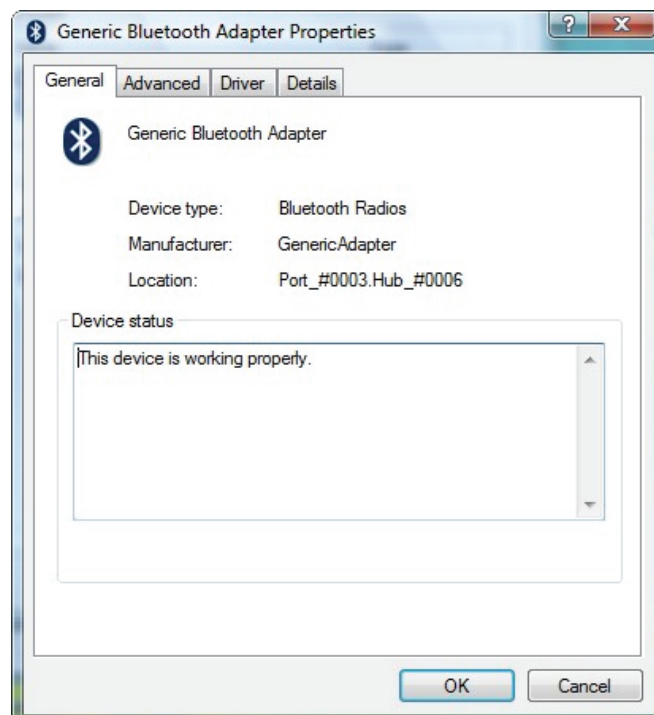 Generic Bluetooth Adapter Properties
General Advanced Driver Details
Generic Bluetooth Adapter
Device type: Bluetooth Radios
Manufacturer: GenericAdapter
Location: Port_#0003.Hub_#0006
Device status
This device is working properly.
OK Cancel